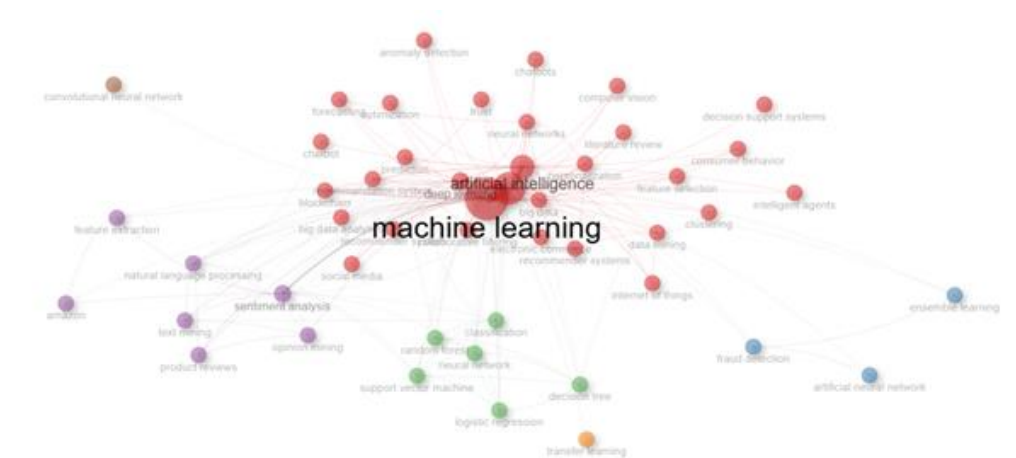 anomaly detection
chatbots
convolutional neural network
computer vision
forecasting
optimization
trust
decision support systems
neural networks
literature review
chatbot
prediction
personalization
consumer behavior
artificial intelligence
feature selection
deep learning
blockchain
intelligent agents
big data
clustering
feature extraction
machine learning
big data analytics
collaborative filtering
electronic commerce
data mining
recommender systems
natural language processing
social media
internet of things
sentiment analysis
amazon
ensemble learning
text mining
classification
opinion mining
random forest
fraud detection
product reviews
neural network
support vector machine
artificial neural network
decision tree
logistic regression
transfer learning